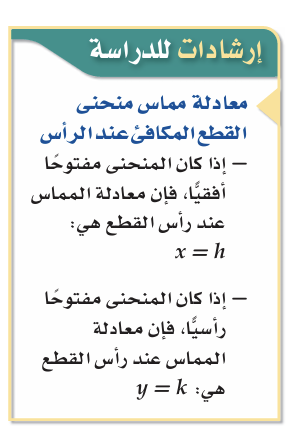 إرشادات للدراسة
معادلة مماس منحنى
القطع المكافئ عند الرأس
– إذا كان المنحنى مفتوحًا
أفقيًّا، فإن معادلة المماس
عند رأس القطع هي:
x = h
– إذا كان المنحنى مفتوحًا
رأسيًّا، فإن معادلة
المماس عند رأس القطع
هي: y = k